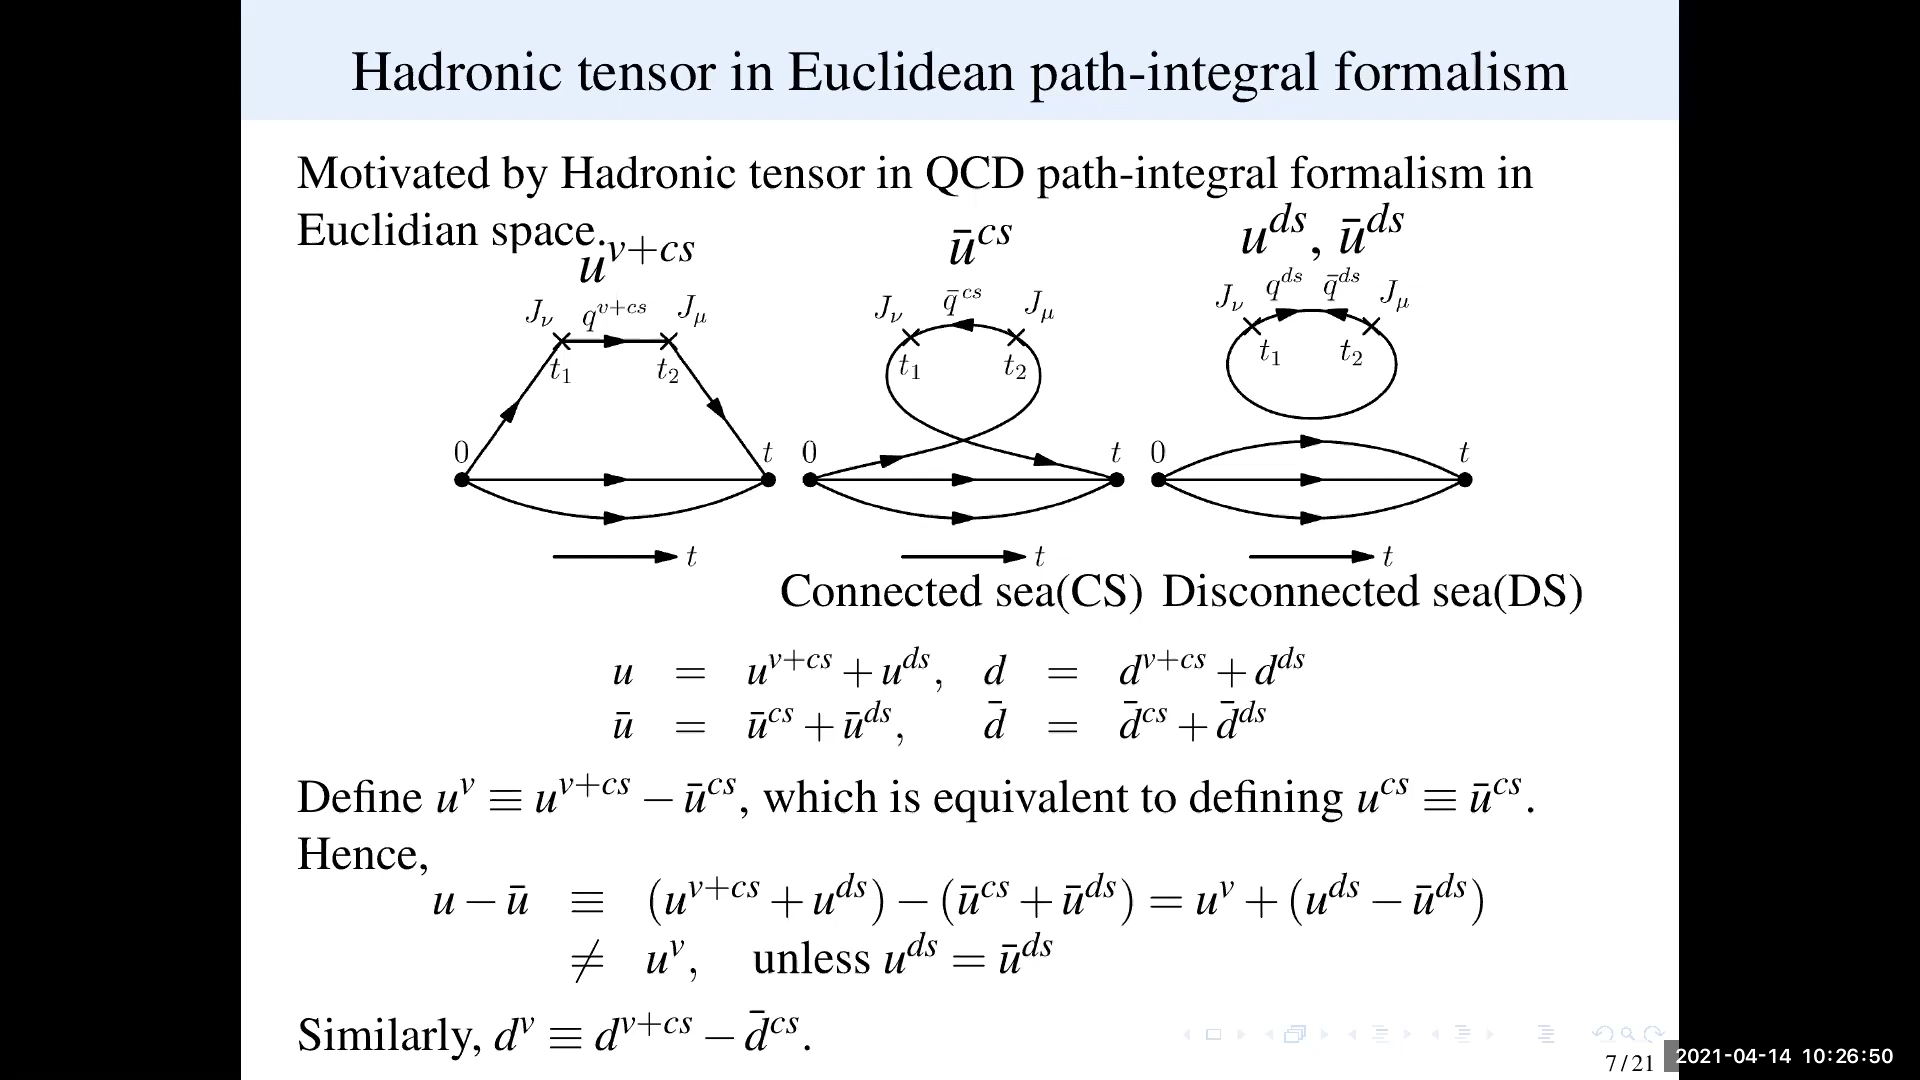 Hadronic tensor in Euclidean path-integral formalism
Motivated by Hadronic tensor in QCD path-integral formalism in
Euclidian space.
u^{v+cs} ū^{cs} u^{ds}, ū^{ds}
J_ν q^{v+cs} J_μ J_ν q̄^{cs} J_μ J_ν q^{ds} q̄^{ds} J_μ
t_1 t_2 t_1 t_2 t_1 t_2
0 t 0 t 0 t
t t t
Connected sea(CS) Disconnected sea(DS)
u = u^{v+cs} + u^{ds}, d = d^{v+cs} + d^{ds}
ū = ū^{cs} + ū^{ds}, d̄ = d̄^{cs} + d̄^{ds}
Define u^v ≡ u^{v+cs} − ū^{cs}, which is equivalent to defining u^{cs} ≡ ū^{cs}.
Hence,
u − ū ≡ (u^{v+cs} + u^{ds}) − (ū^{cs} + ū^{ds}) = u^v + (u^{ds} − ū^{ds})
≠ u^v, unless u^{ds} = ū^{ds}
Similarly, d^v ≡ d^{v+cs} − d̄^{cs}.
7 / 21
2021-04-14 10:26:50